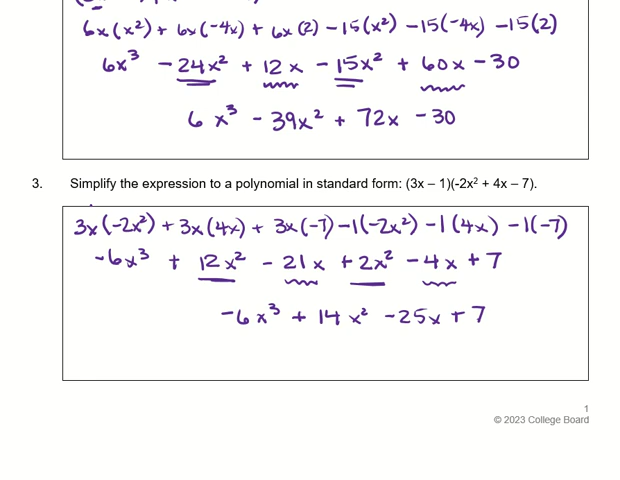 6x(x²) + 6x(-4x) + 6x(2) - 15(x²) - 15(-4x) - 15(2)
6x³ - 24x² + 12x - 15x² + 60x - 30
6x³ - 39x² + 72x - 30
3. Simplify the expression to a polynomial in standard form: (3x – 1)(-2x² + 4x – 7).
3x(-2x²) + 3x(4x) + 3x(-7) - 1(-2x²) - 1(4x) - 1(-7)
-6x³ + 12x² - 21x + 2x² - 4x + 7
-6x³ + 14x² - 25x + 7
1
© 2023 College Board